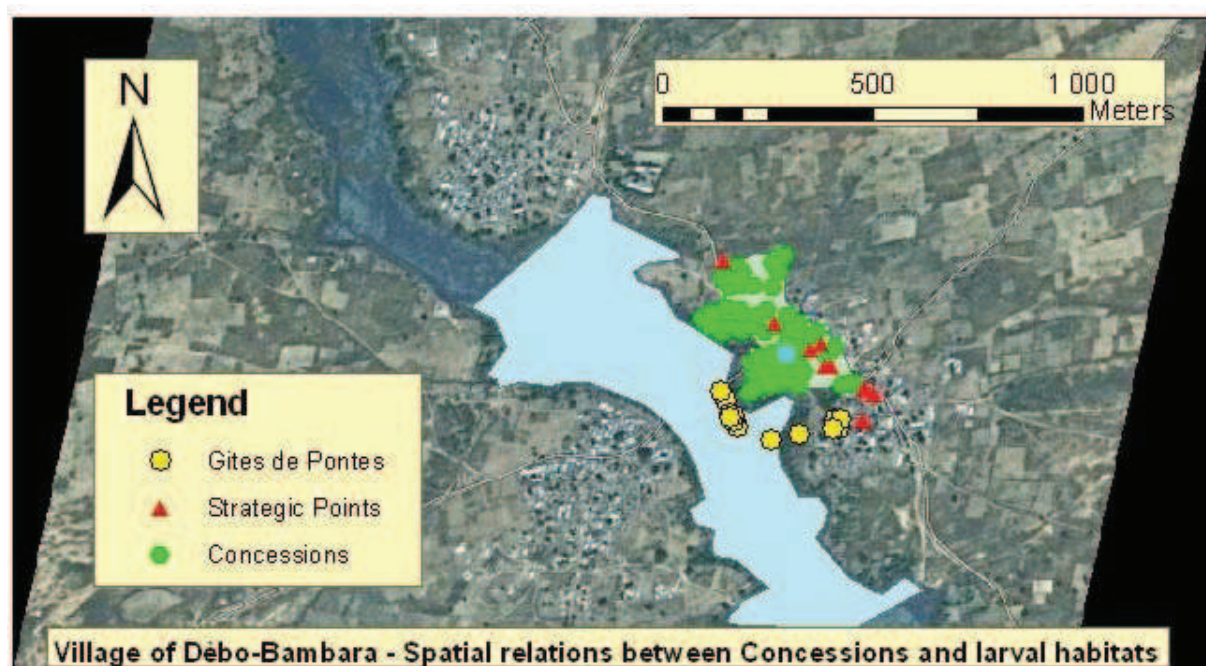 N
0 500 1 000
Meters
Legend
Gites de Pontes
Strategic Points
Concessions
Village of Débo-Bambara - Spatial relations between Concessions and larval habitats